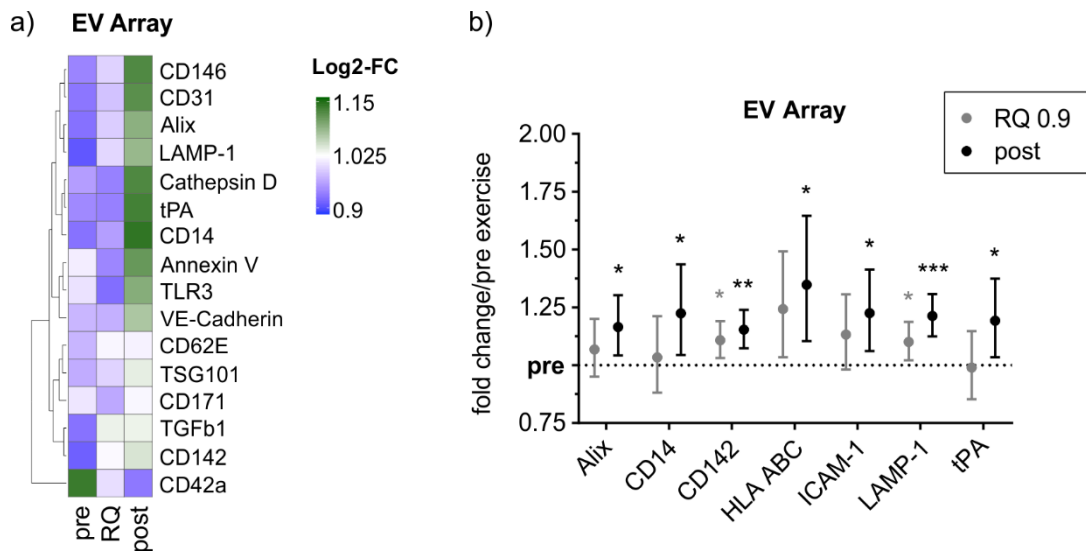 a)
EV Array
CD146
CD31
Alix
LAMP-1
Cathepsin D
tPA
CD14
Annexin V
TLR3
VE-Cadherin
CD62E
TSG101
CD171
TGFb1
CD142
CD42a
pre
RQ
post
Log2-FC
1.15
1.025
0.9
b)
EV Array
RQ 0.9
post
fold change/pre exercise
2.00
1.75
1.50
1.25
pre
0.75
*
*
*
**
*
*
*
***
*
Alix
CD14
CD142
HLA ABC
ICAM-1
LAMP-1
tPA